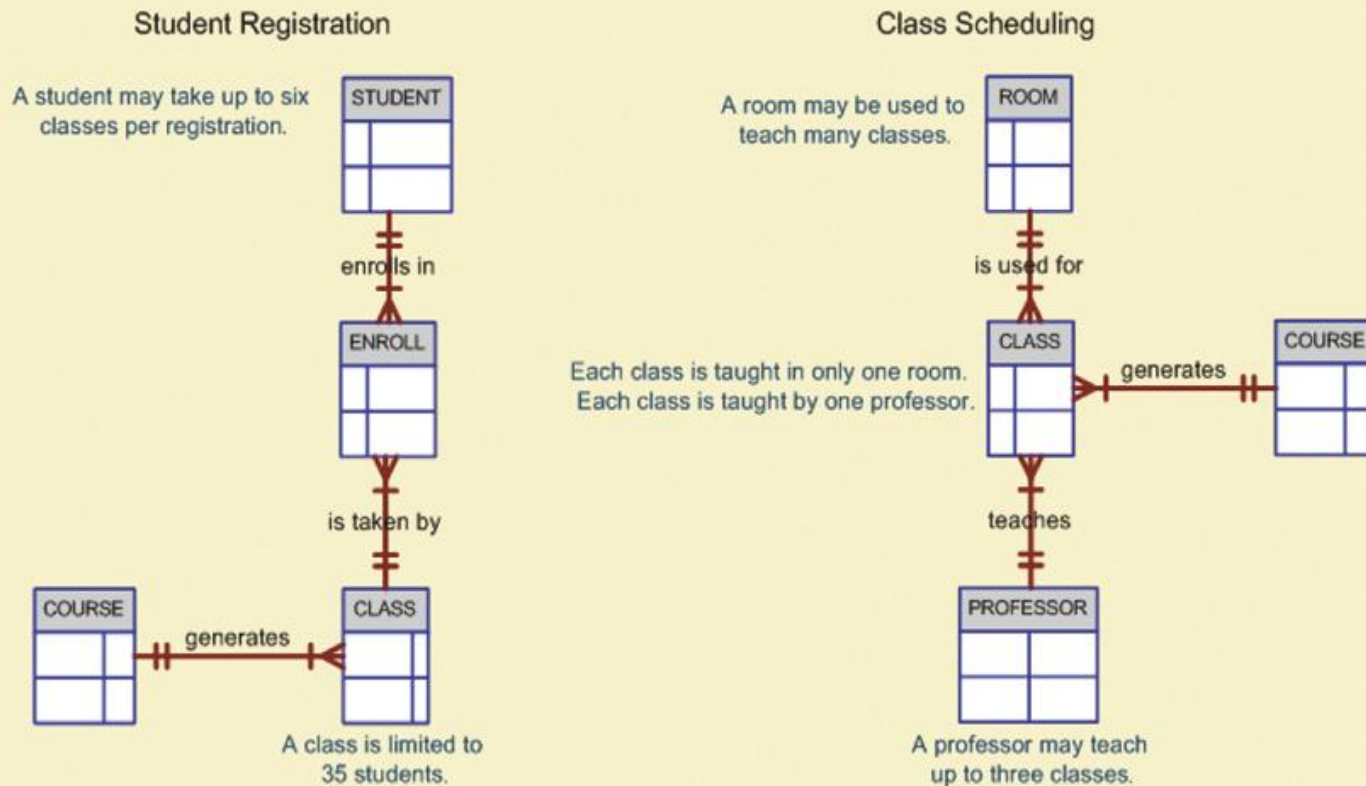 Student Registration
A student may take up to six
classes per registration.
STUDENT
enrolls in
ENROLL
is taken by
COURSE
generates
CLASS
A class is limited to
35 students.
Class Scheduling
A room may be used to
teach many classes.
ROOM
is used for
Each class is taught in only one room.
Each class is taught by one professor.
CLASS
generates
COURSE
teaches
PROFESSOR
A professor may teach
up to three classes.